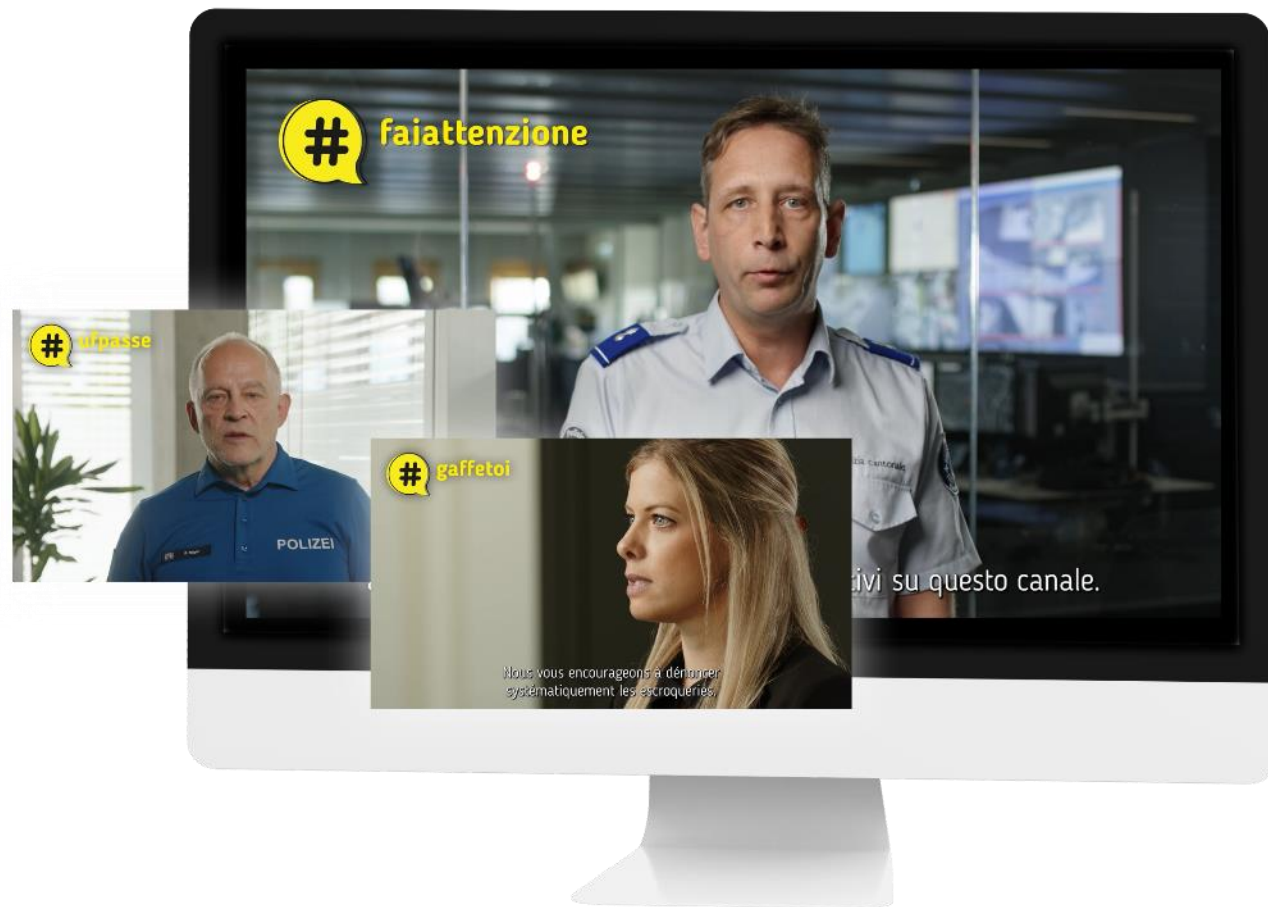 # faiattenzione
# ufpasse
POLIZEI
# gaffetoi
ivi su questo canale.
Nous vous encourageons à dénoncer
systématiquement les escroqueries.